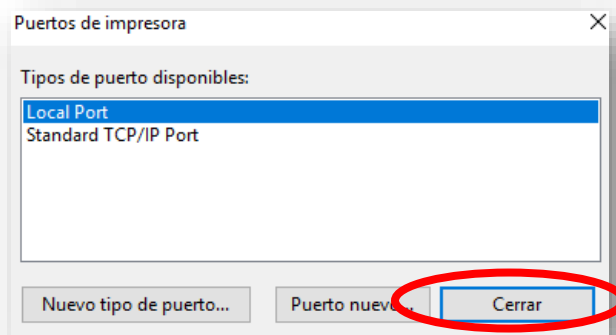 Puertos de impresora
Tipos de puerto disponibles:
Local Port
Standard TCP/IP Port
Nuevo tipo de puerto... Puerto nuevo... Cerrar